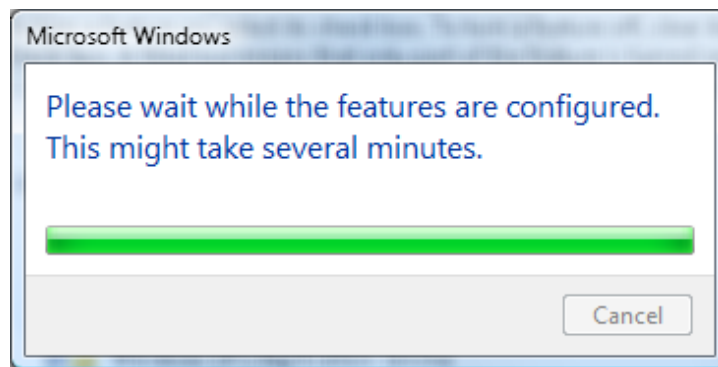 Microsoft Windows
Please wait while the features are configured.
This might take several minutes.
Cancel